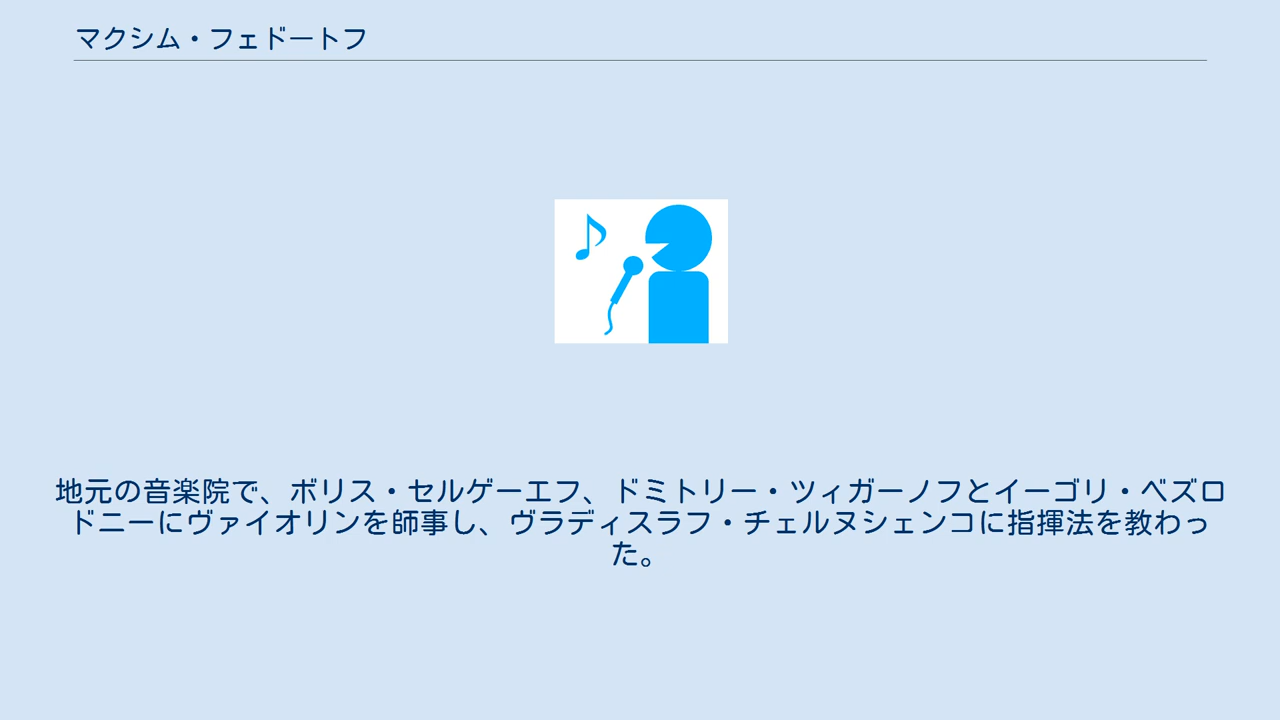 マクシム・フェドートフ
地元の音楽院で、ボリス・セルゲーエフ、ドミトリー・ツィガーノフとイーゴリ・ベズロ
ドニーにヴァイオリンを師事し、ヴラディスラフ・チェルヌシェンコに指揮法を教わっ
た。